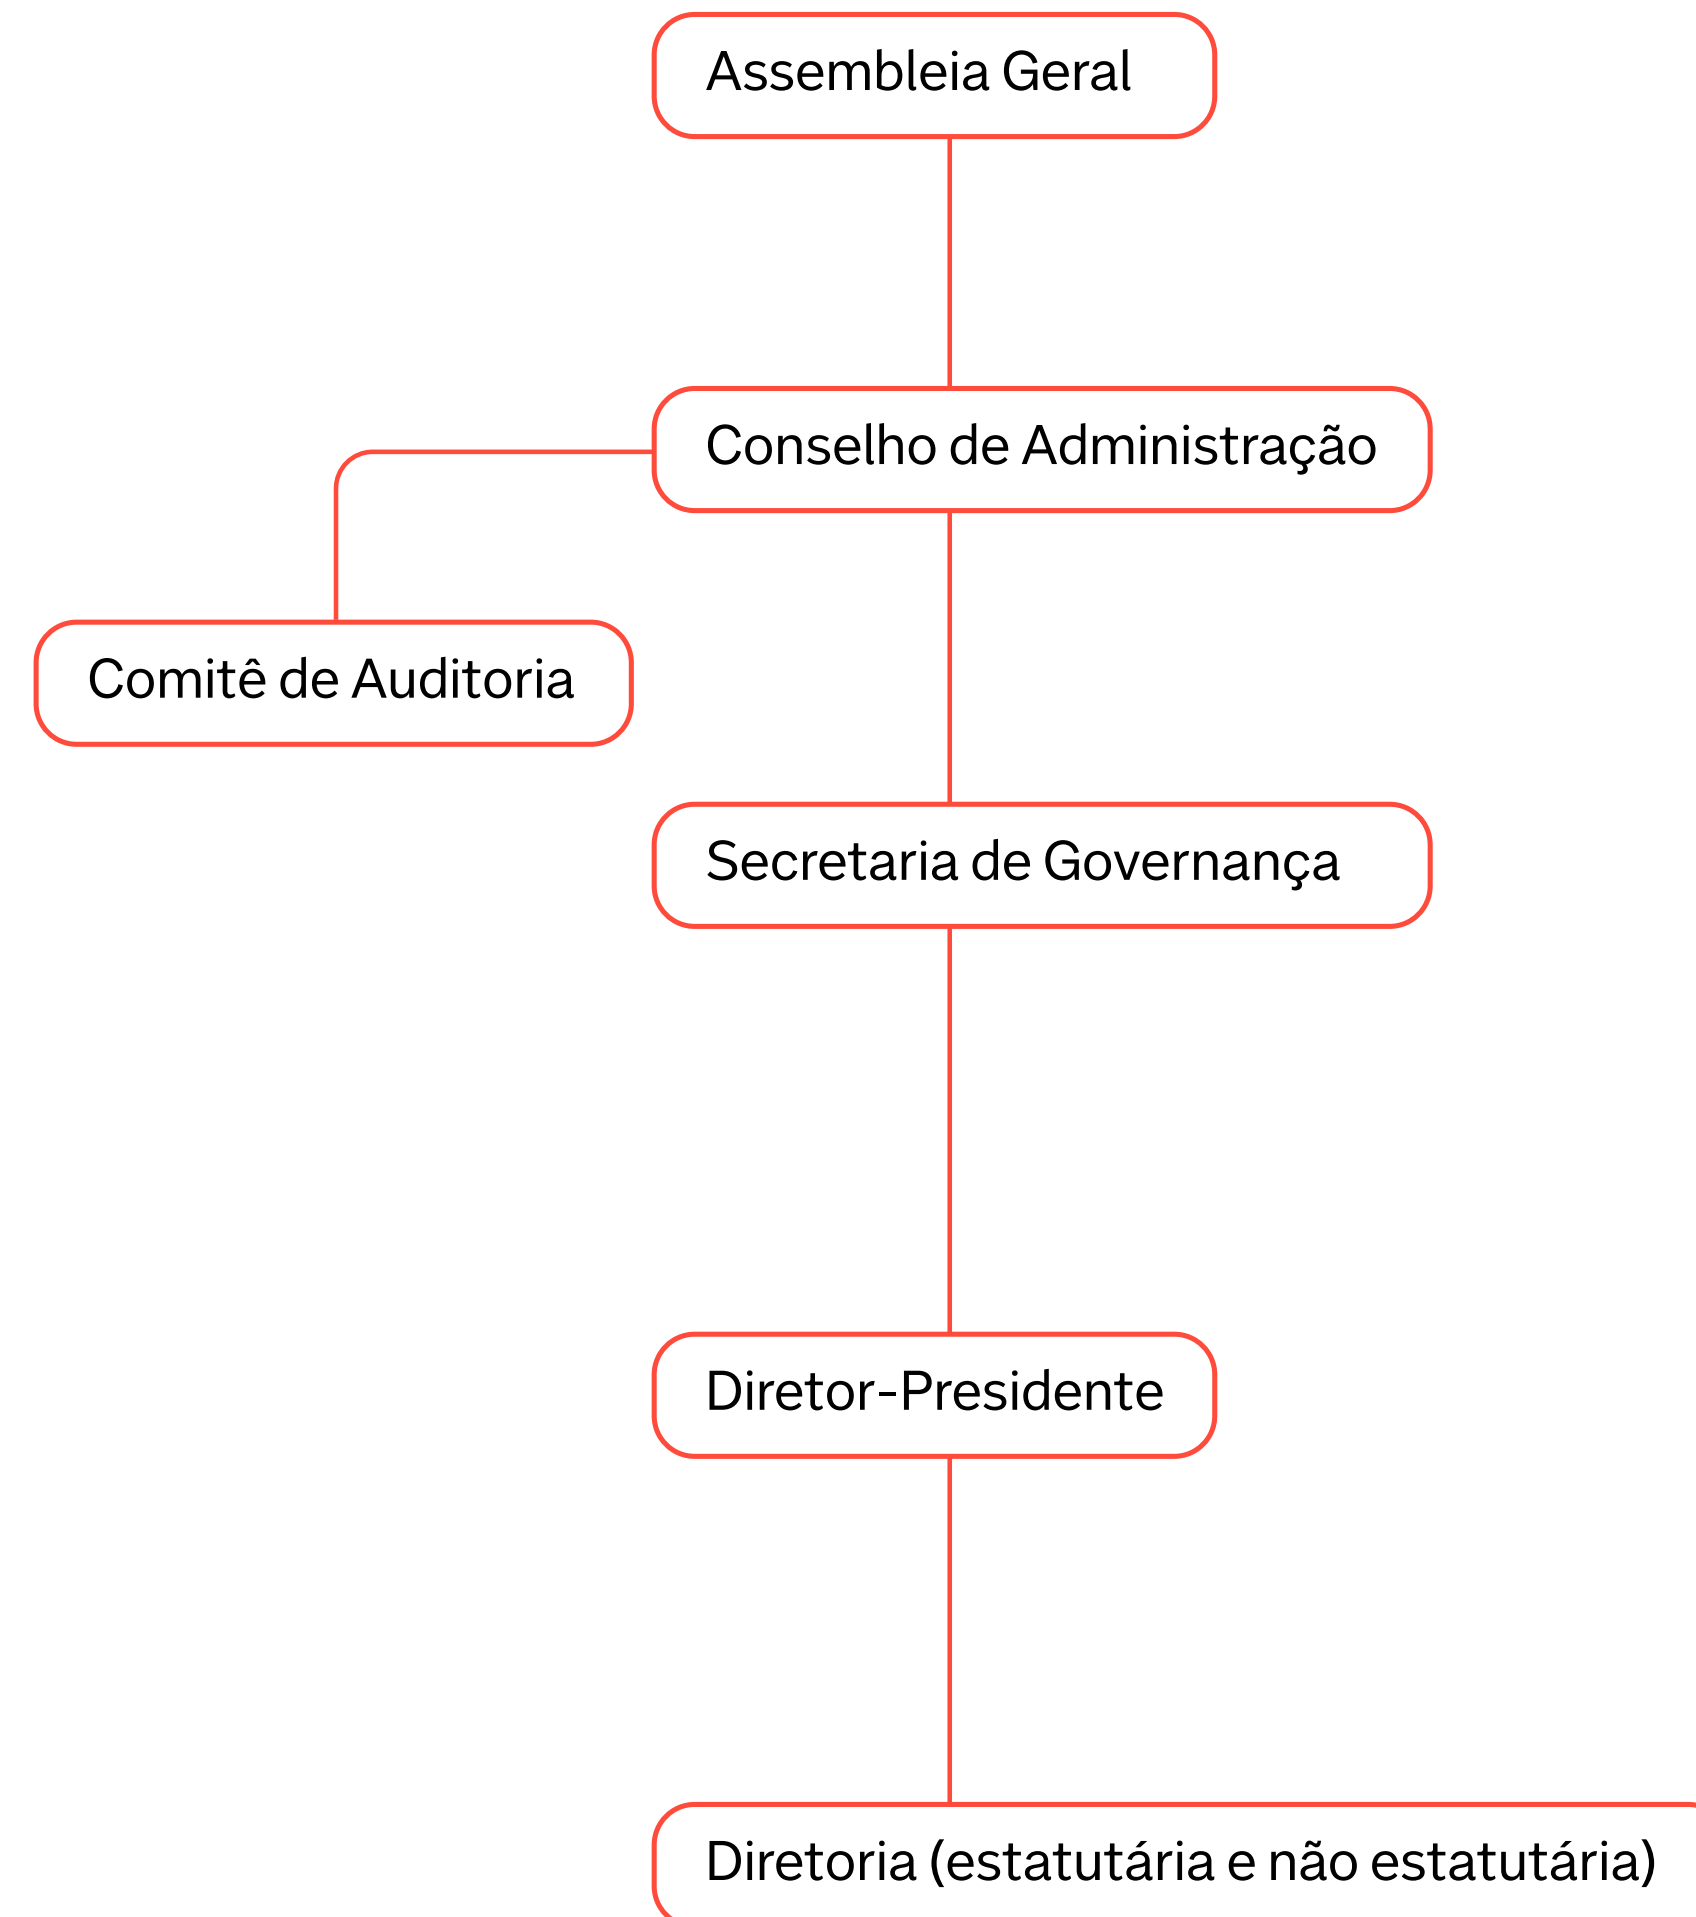 Assembleia Geral
Conselho de Administração
Comitê de Auditoria
Secretaria de Governança
Diretor-Presidente
Diretoria (estatutária e não estatutária)